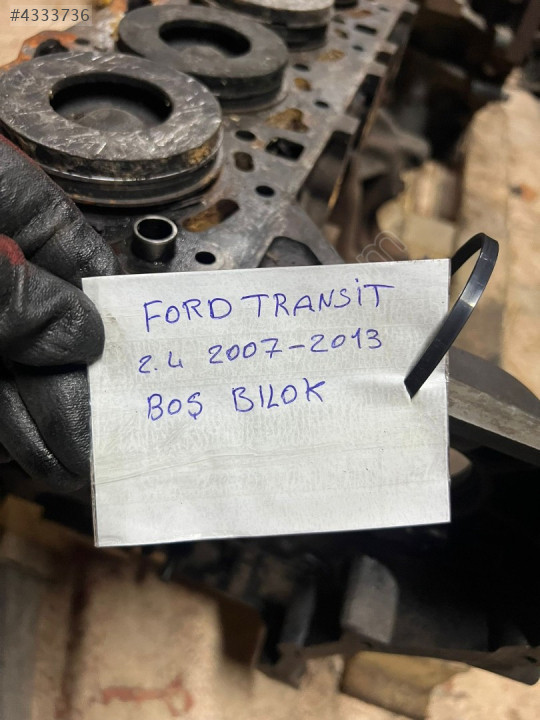 #4333736
FORD TRANSİT
2.4 2007-2013
BOŞ BILOK